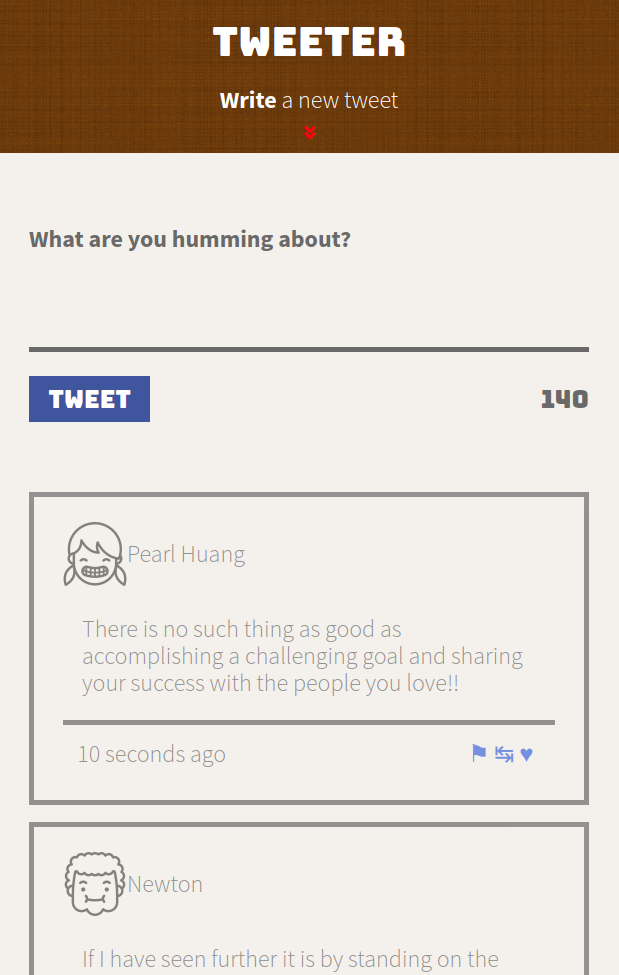 TWEETER
Write a new tweet
What are you humming about?
TWEET
140
Pearl Huang
There is no such thing as good as
accomplishing a challenging goal and sharing
your success with the people you love!!
10 seconds ago
Newton
If I have seen further it is by standing on the